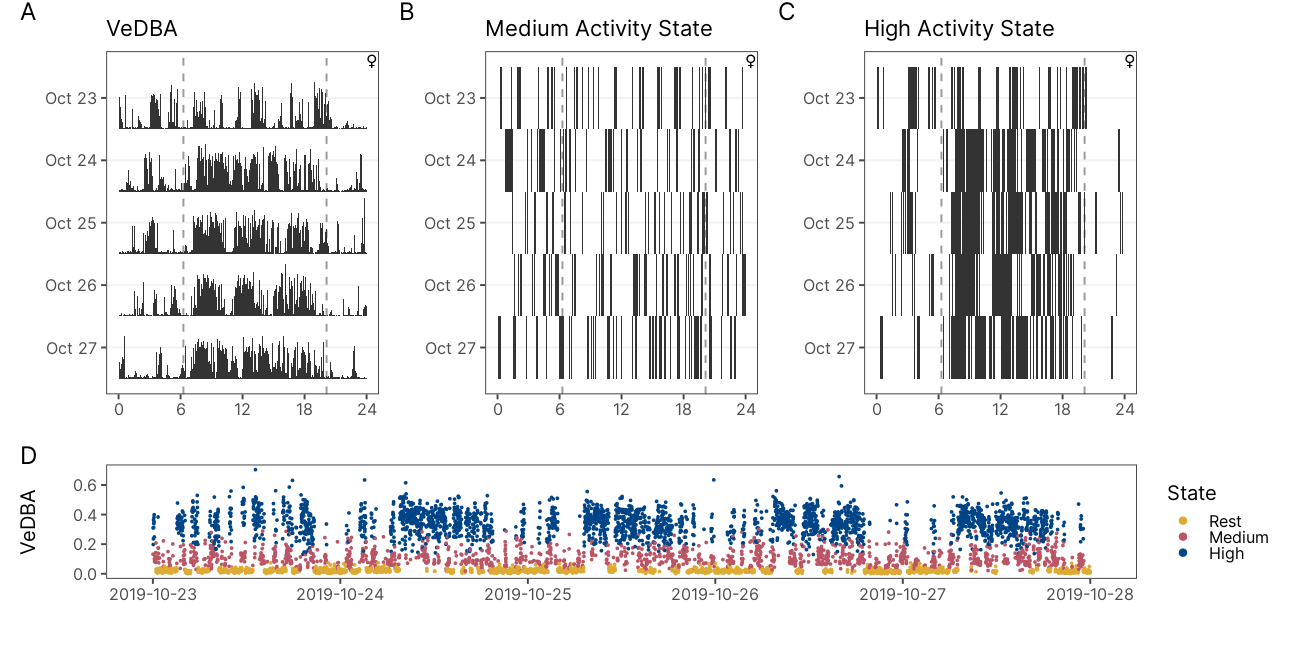 A B C
VeDBA Medium Activity State High Activity State
♀ ♀ ♀
Oct 23 Oct 23 Oct 23
Oct 24 Oct 24 Oct 24
Oct 25 Oct 25 Oct 25
Oct 26 Oct 26 Oct 26
Oct 27 Oct 27 Oct 27
0 6 12 18 24 0 6 12 18 24 0 6 12 18 24
D
VeDBA
0.6
0.4
0.2
0.0
2019-10-23 2019-10-24 2019-10-25 2019-10-26 2019-10-27 2019-10-28
State
Rest
Medium
High